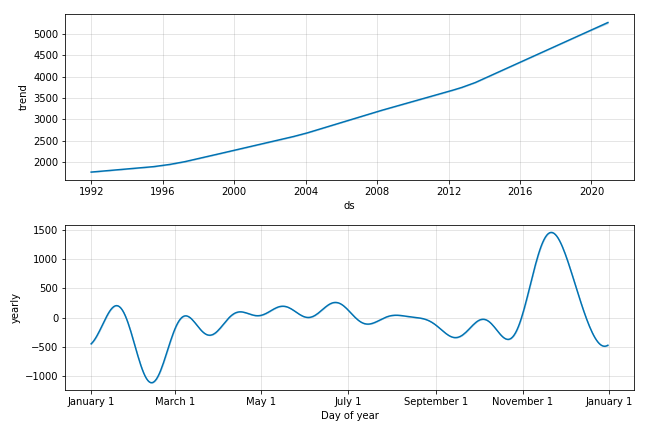 5000
4500
4000
3500
3000
2500
2000
trend
1992 1996 2000 2004 2008 2012 2016 2020
ds
1500
1000
500
0
−500
−1000
yearly
January 1 March 1 May 1 July 1 September 1 November 1 January 1
Day of year